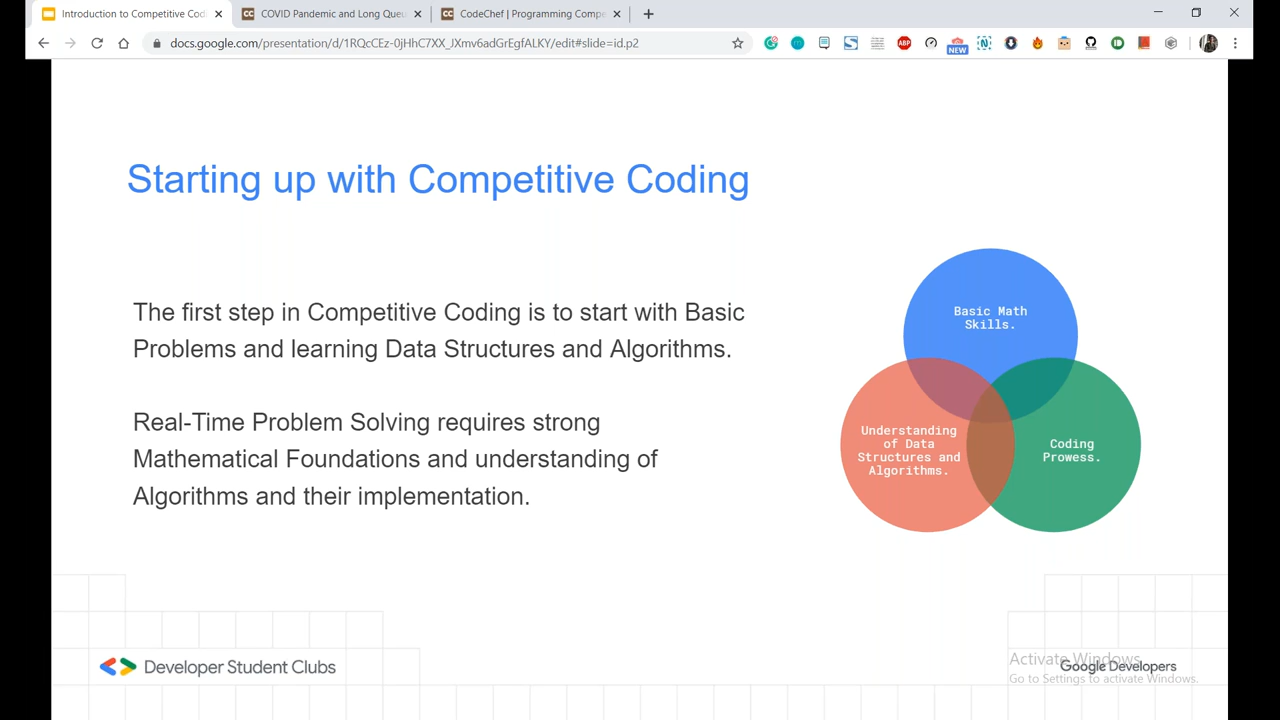 Introduction to Competitive Codi
COVID Pandemic and Long Queu
CodeChef | Programming Compe
docs.google.com/presentation/d/1RQcCEz-0jHhC7XX_JXmv6adGrEgfALKY/edit#slide=id.p2
ABP
NEW
Starting up with Competitive Coding
The first step in Competitive Coding is to start with Basic
Problems and learning Data Structures and Algorithms.
Real-Time Problem Solving requires strong
Mathematical Foundations and understanding of
Algorithms and their implementation.
Basic Math
Skills.
Understanding
of Data
Structures and
Algorithms.
Coding
Prowess.
Developer Student Clubs
Activate Windows
Google Developers
Go to Settings to activate Windows.